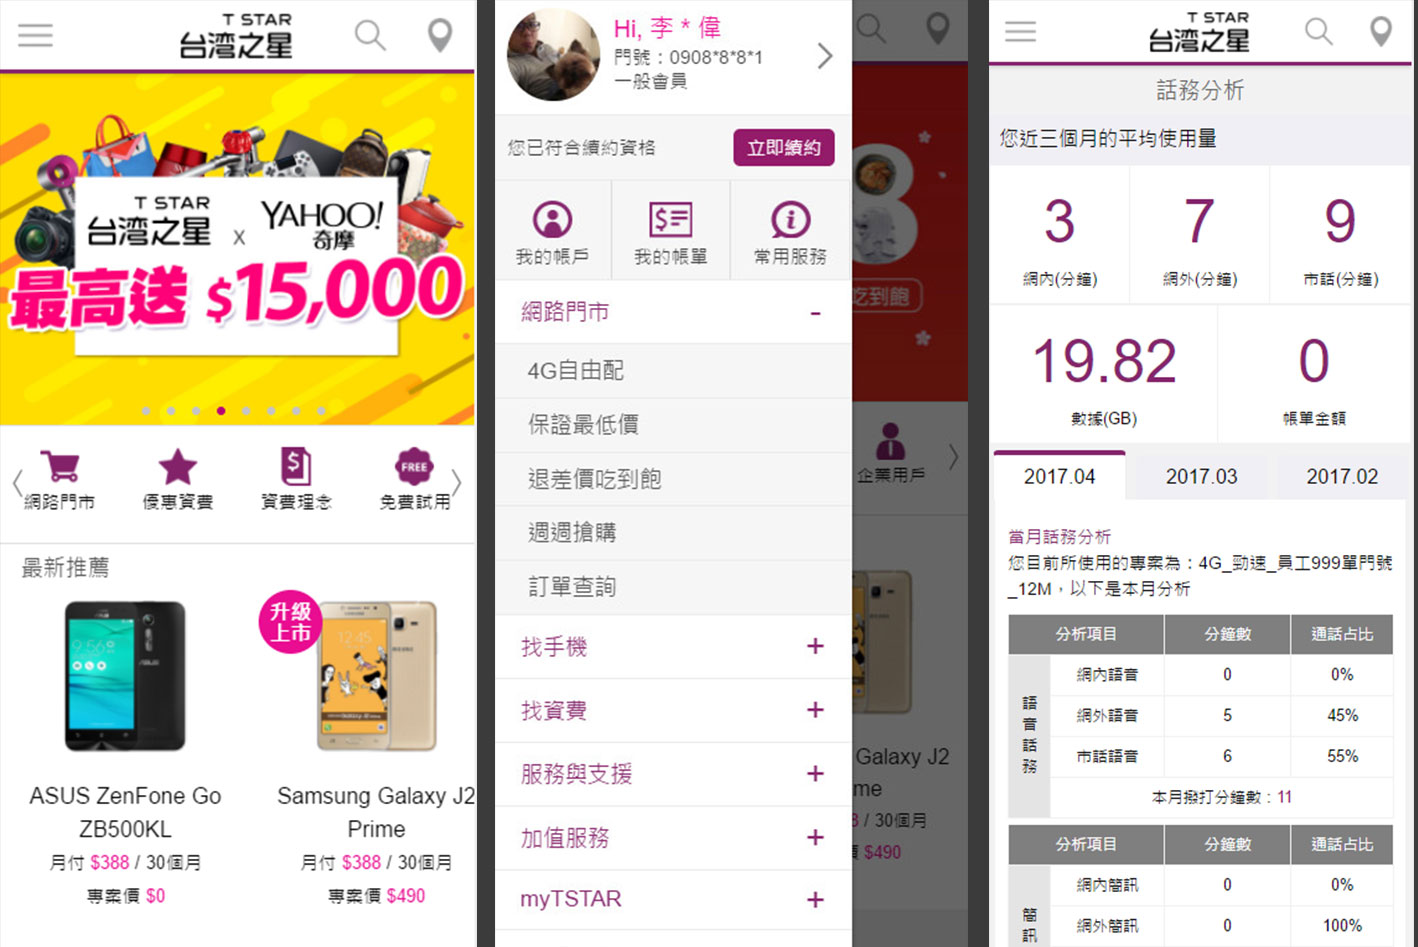 T STAR
台灣之星
T STAR
台灣之星
x
YAHOO!
奇摩
最高送 $15,000
網路門市
優惠資費
資費理念
FREE
免費試用
最新推薦
升級
上市
ASUS ZenFone Go
ZB500KL
月付 $388 / 30個月
專案價 $0
Samsung Galaxy J2
Prime
月付 $388 / 30個月
專案價 $490
Hi, 李 * 偉
門號：0908*8*8*1
一般會員
您已符合續約資格
立即續約
我的帳戶
我的帳單
常用服務
網路門市
-
4G自由配
保證最低價
退差價吃到飽
週週搶購
訂單查詢
找手機
+
找資費
+
服務與支援
+
加值服務
+
myTSTAR
+
吃到飽
企業用戶
Galaxy J2
me
8 / 30個月
$490
T STAR
台灣之星
話務分析
您近三個月的平均使用量
3
7
9
網內(分鐘)
網外(分鐘)
市話(分鐘)
19.82
0
數據(GB)
帳單金額
2017.04
2017.03
2017.02
當月話務分析
您目前所使用的專案為：4G_勁速_員工999單門號
_12M，以下是本月分析
分析項目 分鐘數 通話占比
語音話務
網內語音 0 0%
網外語音 5 45%
市話語音 6 55%
本月撥打分鐘數：11
分析項目 分鐘數 通話占比
簡訊
網內簡訊 0 0%
網外簡訊 0 100%